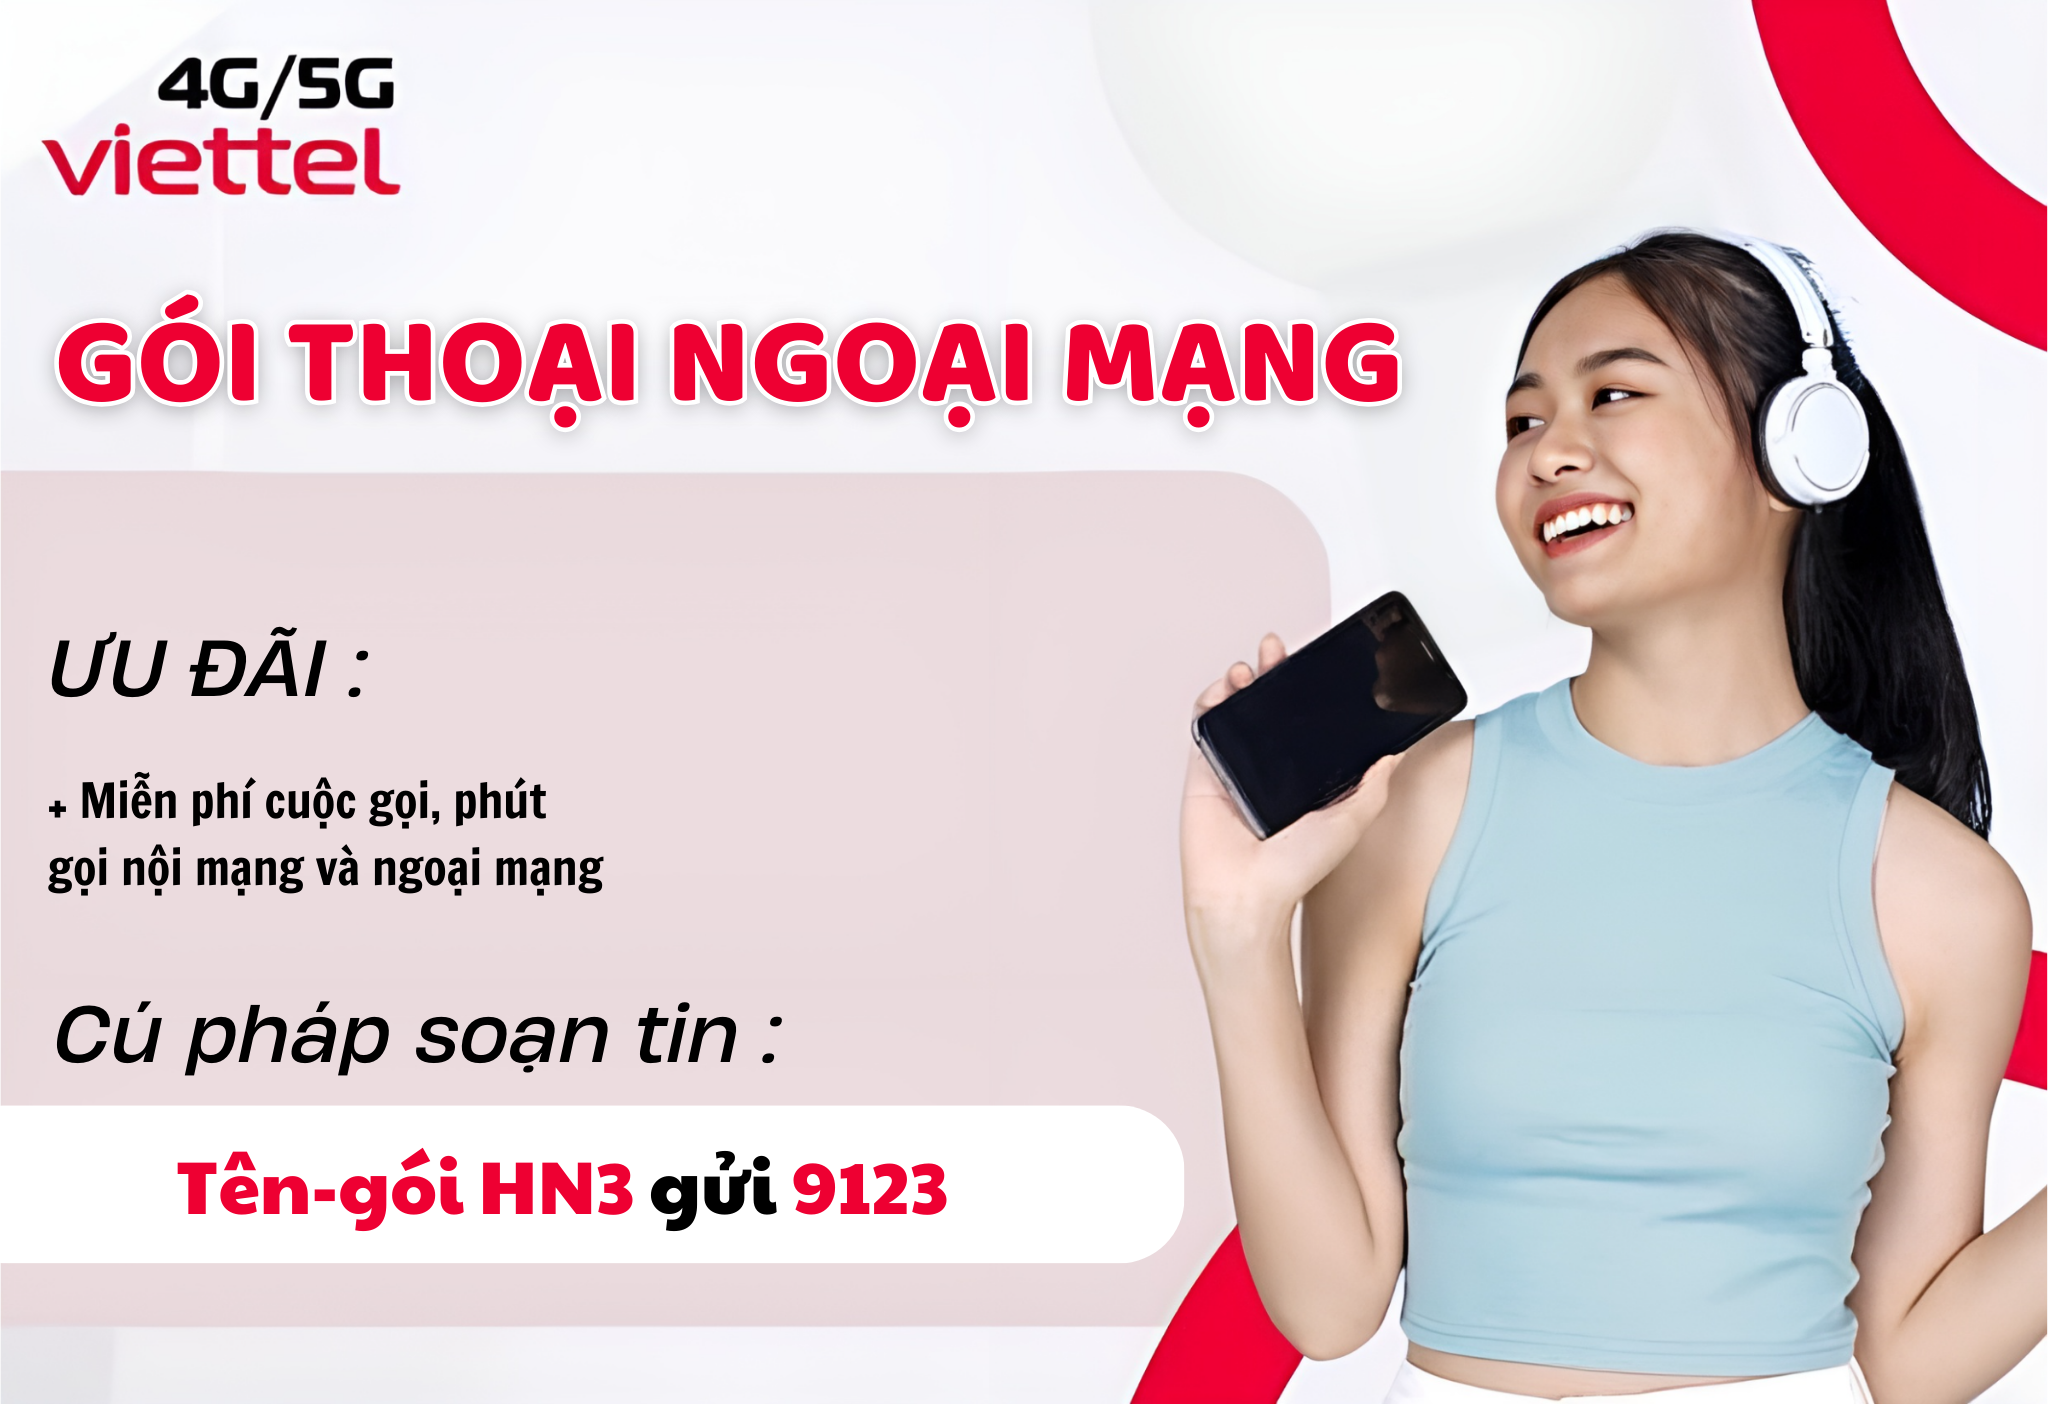 4G/5G
viettel
GÓI THOẠI NGOẠI MẠNG
ƯU ĐÃI :
+ Miễn phí cuộc gọi, phút
gọi nội mạng và ngoại mạng
Cú pháp soạn tin :
Tên-gói HN3 gửi 9123